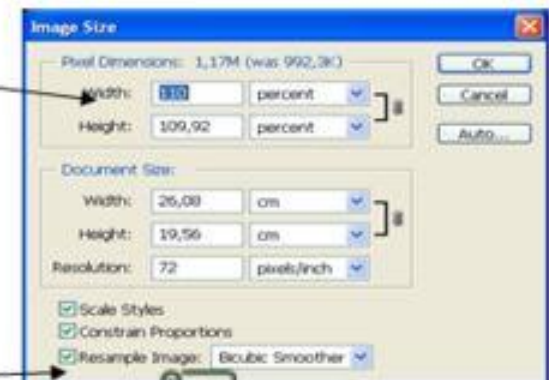 Image Size
Pixel Dimensions: 1,17M (was 992,3K)
Width: 110 percent
Height: 109,92 percent
Document Size:
Width: 26,08 cm
Height: 19,56 cm
Resolution: 72 pixels/inch
Scale Styles
Constrain Proportions
Resample Image: Bicubic Smoother
OK
Cancel
Auto...